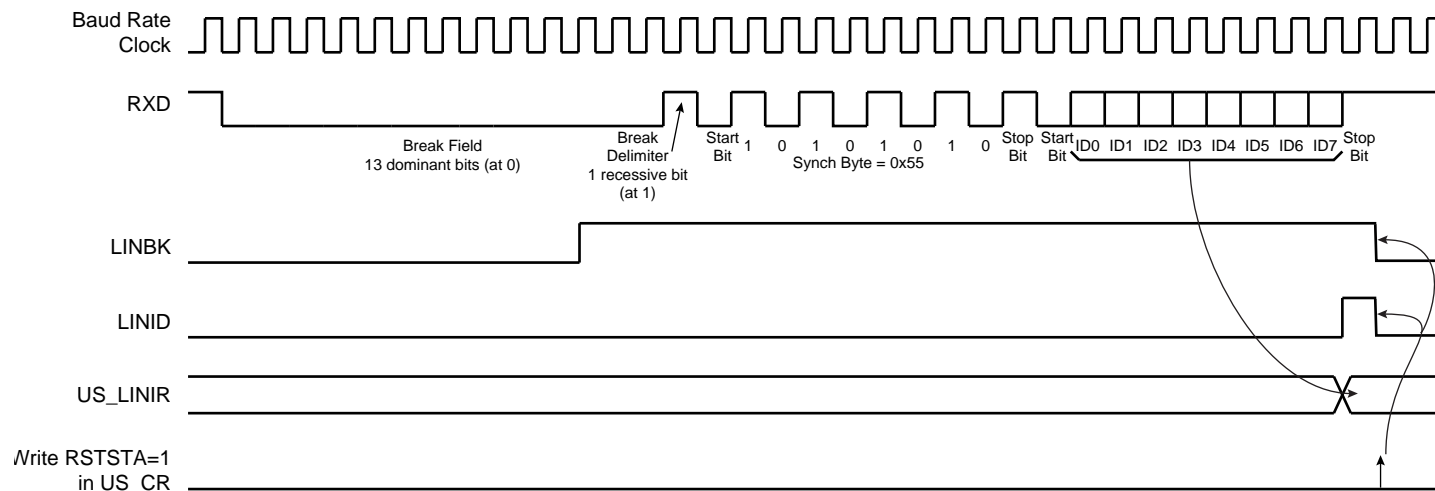 Baud Rate
Clock
RXD
Break Field
13 dominant bits (at 0)
Break
Delimiter
1 recessive bit
(at 1)
Start
Bit
1 0 1 0 1 0 1 0
Synch Byte = 0x55
Stop
Bit
Start
Bit
ID0 ID1 ID2 ID3 ID4 ID5 ID6 ID7
Stop
Bit
LINBK
LINID
US_LINIR
Write RSTSTA=1
in US_CR